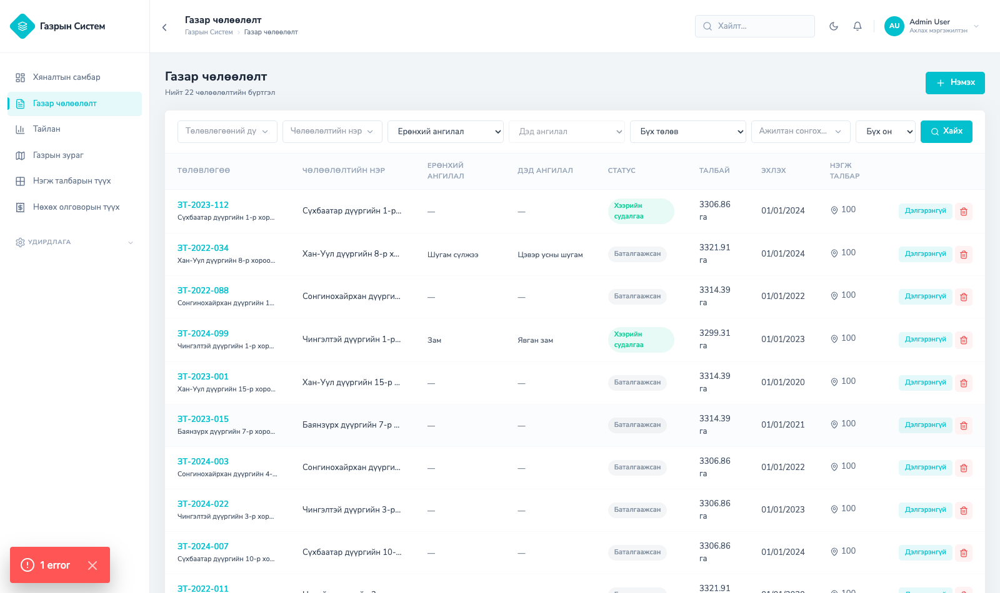 Газрын Систем
Газар чөлөөлөлт
Газрын Систем › Газар чөлөөлөлт
Хайлт...
AU
Admin User
Ахлах мэргэжилтэн
Хяналтын самбар
Газар чөлөөлөлт
Тайлан
Газрын зураг
Нэгж талбарын түүх
Нөхөх олговорын түүх
УДИРДЛАГА
Газар чөлөөлөлт
Нийт 22 чөлөөлөлтийн бүртгэл
Нэмэх
Төлөвлөгөөний ду
Чөлөөлөлтийн нэр
Ерөнхий ангилал
Дэд ангилал
Бүх төлөв
Ажилтан сонгох...
Бүх он
Хайх
ТӨЛӨВЛӨГӨӨ ЧӨЛӨӨЛӨЛТИЙН НЭР ЕРӨНХИЙ АНГИЛАЛ ДЭД АНГИЛАЛ СТАТУС ТАЛБАЙ ЭХЛЭХ НЭГЖ ТАЛБАР
ЗТ-2023-112
Сүхбаатар дүүргийн 1-р хор...
Сүхбаатар дүүргийн 1-р... — — Хээрийн судалгаа 3306.86 га 01/01/2024 100 Дэлгэрэнгүй
ЗТ-2022-034
Хан-Уул дүүргийн 8-р хороо...
Хан-Уул дүүргийн 8-р х... Шугам сүлжээ Цэвэр усны шугам Баталгаажсан 3321.91 га 01/01/2024 100 Дэлгэрэнгүй
ЗТ-2022-088
Сонгинохайрхан дүүргийн 1...
Сонгинохайрхан дүүрги... — — Баталгаажсан 3314.39 га 01/01/2022 100 Дэлгэрэнгүй
ЗТ-2024-099
Чингэлтэй дүүргийн 1-р хор...
Чингэлтэй дүүргийн 1-р... Зам Явган зам Хээрийн судалгаа 3299.31 га 01/01/2023 100 Дэлгэрэнгүй
ЗТ-2023-001
Хан-Уул дүүргийн 15-р хоро...
Хан-Уул дүүргийн 15-р ... — — Баталгаажсан 3314.39 га 01/01/2020 100 Дэлгэрэнгүй
ЗТ-2023-015
Баянзүрх дүүргийн 7-р хоро...
Баянзүрх дүүргийн 7-р ... — — Баталгаажсан 3314.39 га 01/01/2021 100 Дэлгэрэнгүй
ЗТ-2024-003
Сонгинохайрхан дүүргийн 4-...
Сонгинохайрхан дүүрги... — — Баталгаажсан 3306.86 га 01/01/2022 100 Дэлгэрэнгүй
ЗТ-2024-022
Чингэлтэй дүүргийн 3-р хор...
Чингэлтэй дүүргийн 3-р... — — Баталгаажсан 3306.86 га 01/01/2023 100 Дэлгэрэнгүй
ЗТ-2024-007
Сүхбаатар дүүргийн 10-р хо...
Сүхбаатар дүүргийн 10-... — — Баталгаажсан 3306.86 га 01/01/2024 100 Дэлгэрэнгүй
ЗТ-2022-011
3321.91
1 error